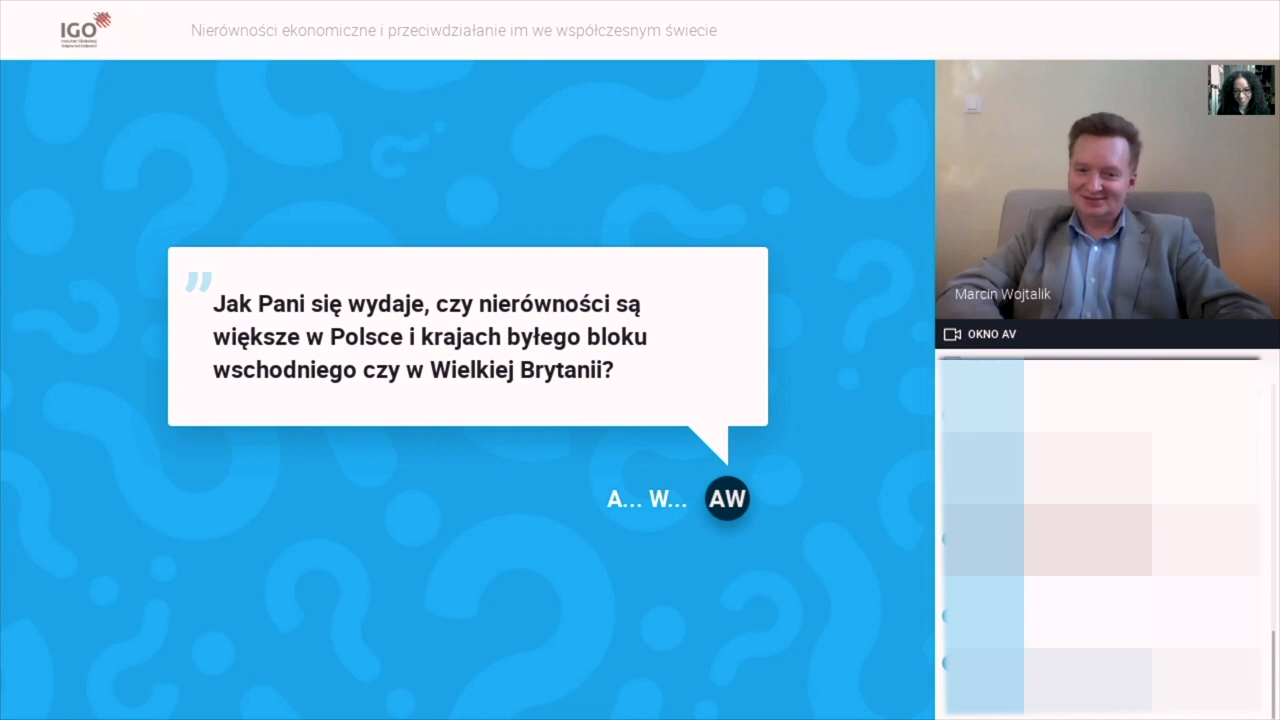 IGO
Nierówności ekonomiczne i przeciwdziałanie im we współczesnym świecie
”
Jak Pani się wydaje, czy nierówności są
większe w Polsce i krajach byłego bloku
wschodniego czy w Wielkiej Brytanii?
A... W...
AW
Marcin Wojtalik
OKNO AV